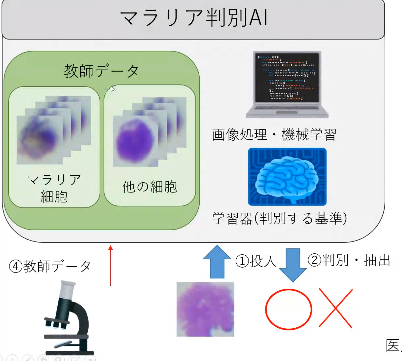 マラリア判別AI
教師データ
マラリア
細胞
他の細胞
画像処理・機械学習
学習器(判別する基準)
④教師データ
①投入
②判別・抽出
医